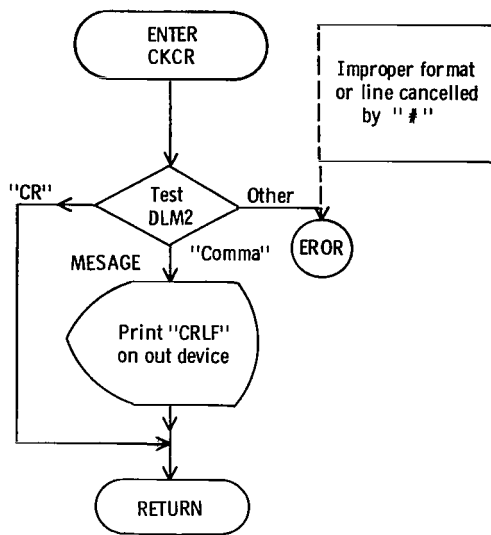 ENTER
CKCR
Improper format
or line cancelled
by "#"
"CR"
Test
DLM2
Other
EROR
MESAGE
"Comma"
Print "CRLF"
on out device
RETURN